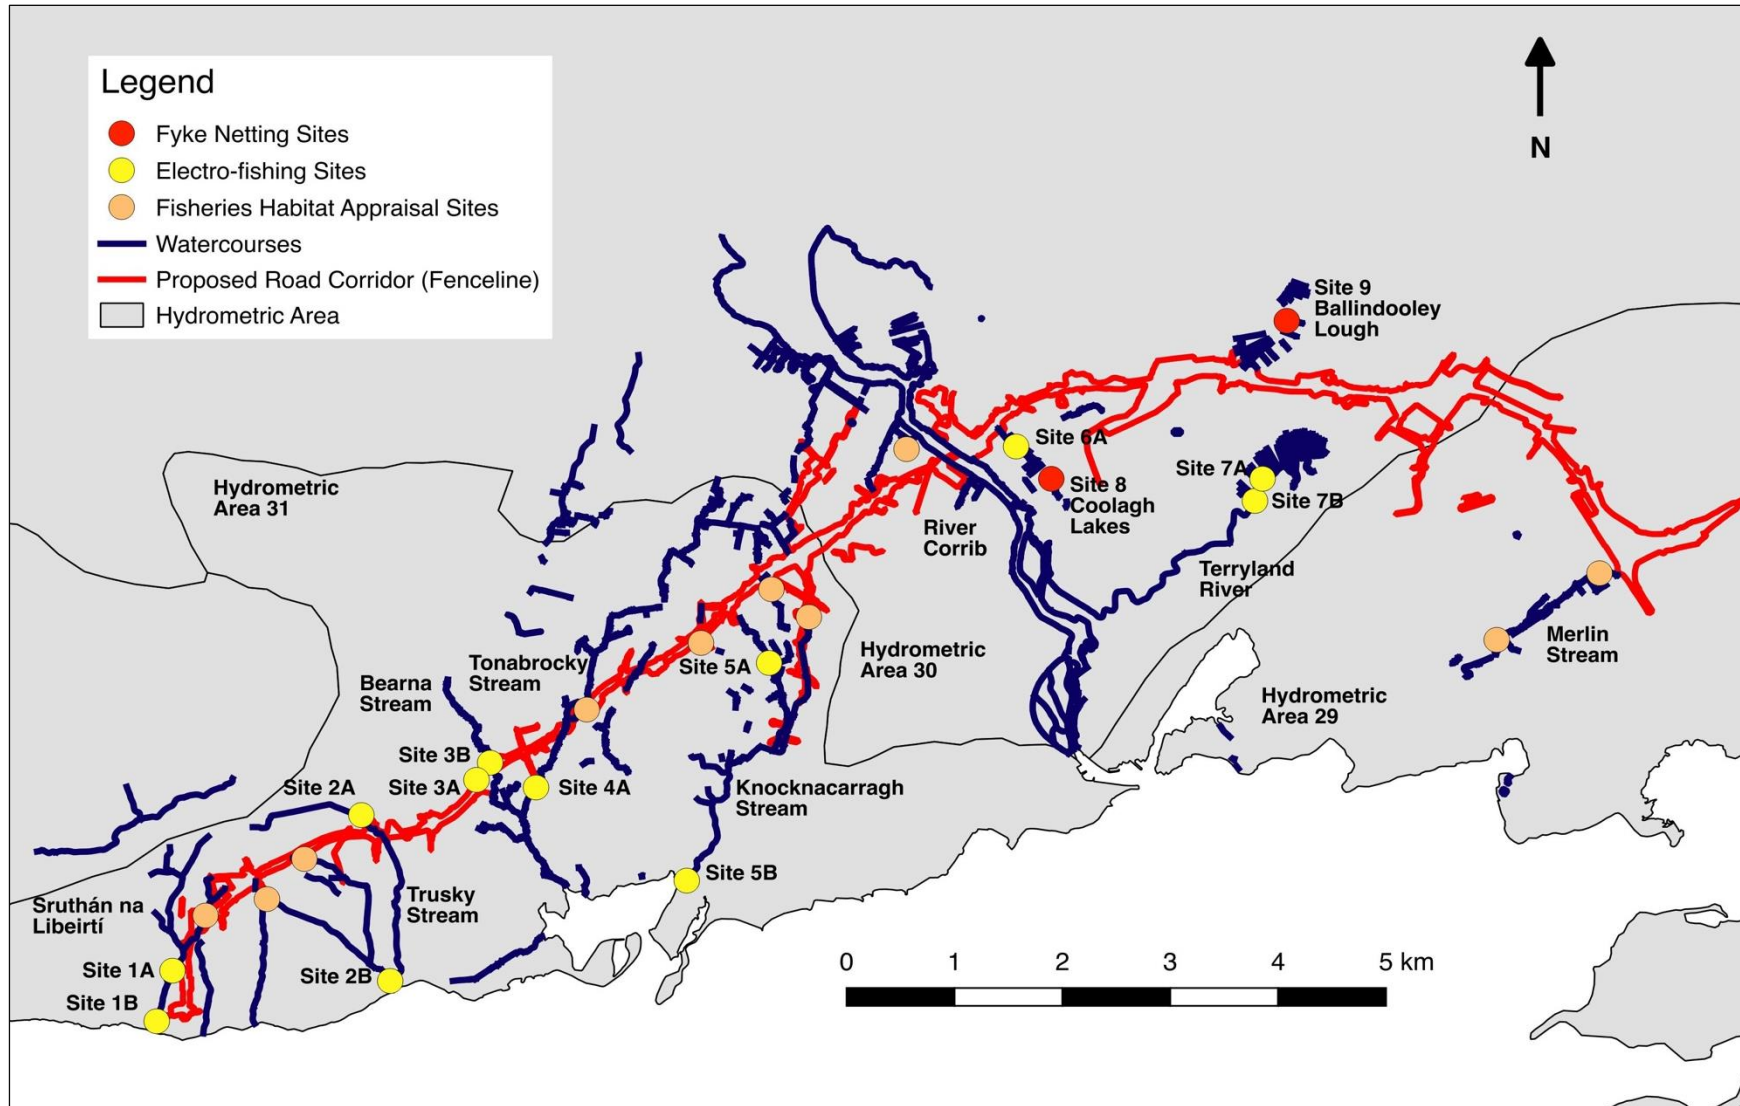 Legend
Fyke Netting Sites
Electro-fishing Sites
Fisheries Habitat Appraisal Sites
Watercourses
Proposed Road Corridor (Fenceline)
Hydrometric Area
N
Site 9
Ballindooley
Lough
Site 6A
Site 7A
Site 8
Coolagh
Lakes
Site 7B
Hydrometric
Area 31
River
Corrib
Terryland
River
Merlin
Stream
Hydrometric
Area 30
Tonabrocky
Stream
Site 5A
Bearna
Stream
Hydrometric
Area 29
Site 3B
Site 3A
Site 4A
Site 2A
Knocknacarragh
Stream
Site 5B
Trusky
Stream
Sruthán na
Libeirtí
Site 1A
Site 2B
Site 1B
0 1 2 3 4 5 km